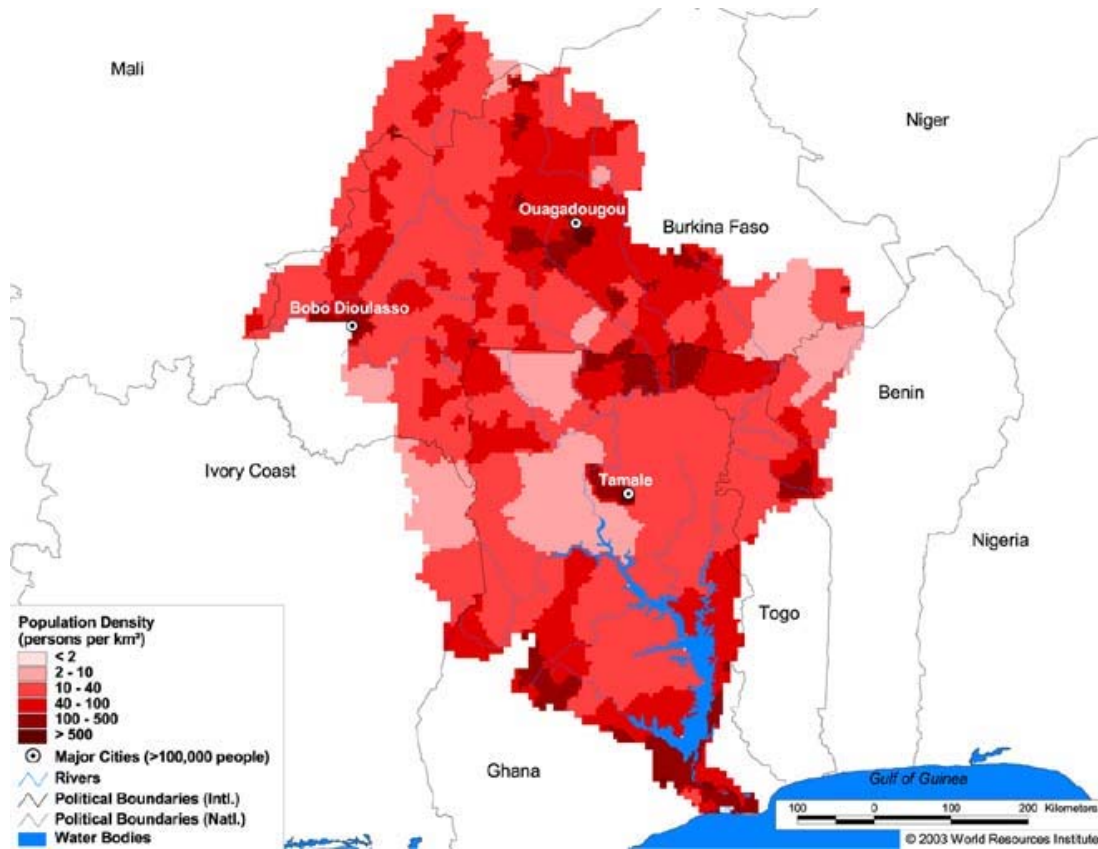 Mali
Niger
Ouagadougou
Burkina Faso
Bobo Dioulasso
Benin
Ivory Coast
Tamale
Nigeria
Togo
Ghana
Gulf of Guinea
Population Density
(persons per km²)
< 2
2 - 10
10 - 40
40 - 100
100 - 500
> 500
Major Cities (>100,000 people)
Rivers
Political Boundaries (Intl.)
Political Boundaries (Natl.)
Water Bodies
100 0 100 200 Kilometers
© 2003 World Resources Institute